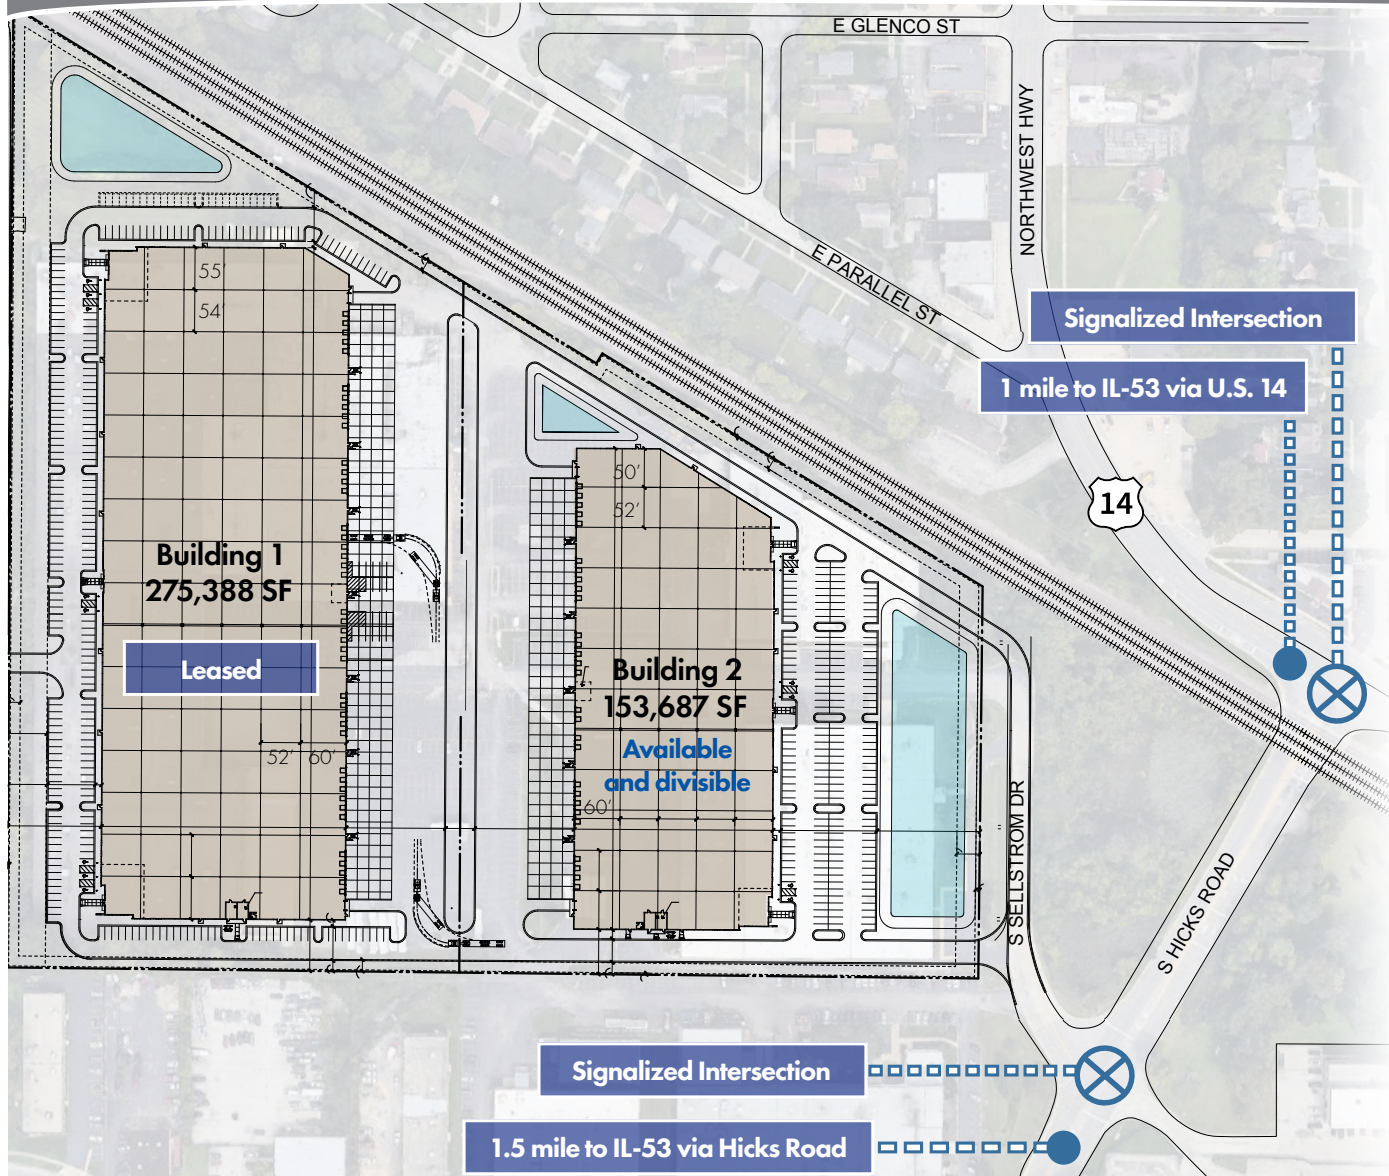 E GLENCO ST
NORTHWEST HWY
E PARALLEL ST
Signalized Intersection
1 mile to IL-53 via U.S. 14
14
55'
54'
50'
52'
Building 1
275,388 SF
Leased
52' 60'
Building 2
153,687 SF
Available
and divisible
60'
S SELLSTROM DR
S HICKS ROAD
Signalized Intersection
1.5 mile to IL-53 via Hicks Road